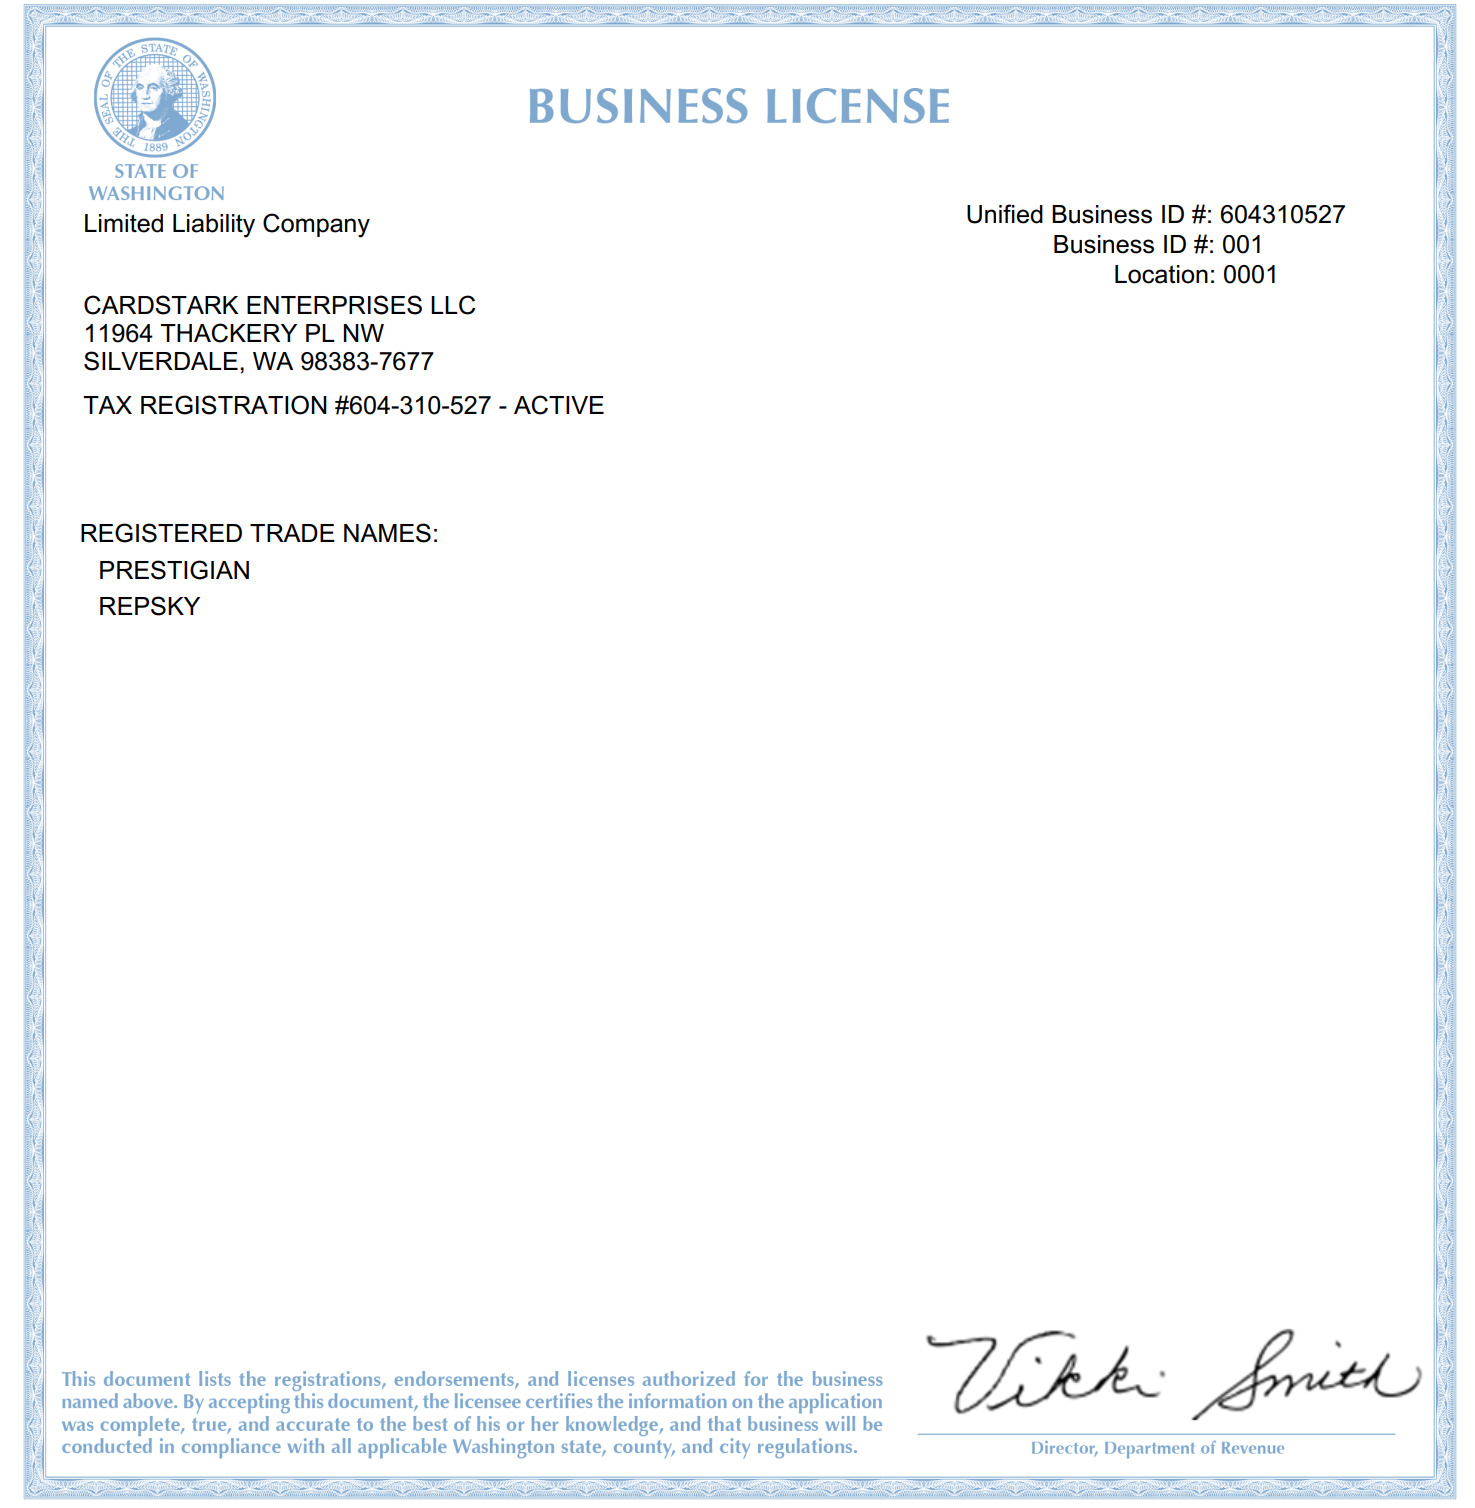 THE SEAL OF THE STATE OF WASHINGTON
1889
STATE OF
WASHINGTON
BUSINESS LICENSE
Limited Liability Company
Unified Business ID #: 604310527
Business ID #: 001
Location: 0001
CARDSTARK ENTERPRISES LLC
11964 THACKERY PL NW
SILVERDALE, WA 98383-7677
TAX REGISTRATION #604-310-527 - ACTIVE
REGISTERED TRADE NAMES:
PRESTIGIAN
REPSKY
This document lists the registrations, endorsements, and licenses authorized for the business
named above. By accepting this document, the licensee certifies the information on the application
was complete, true, and accurate to the best of his or her knowledge, and that business will be
conducted in compliance with all applicable Washington state, county, and city regulations.
Vikki Smith
Director, Department of Revenue